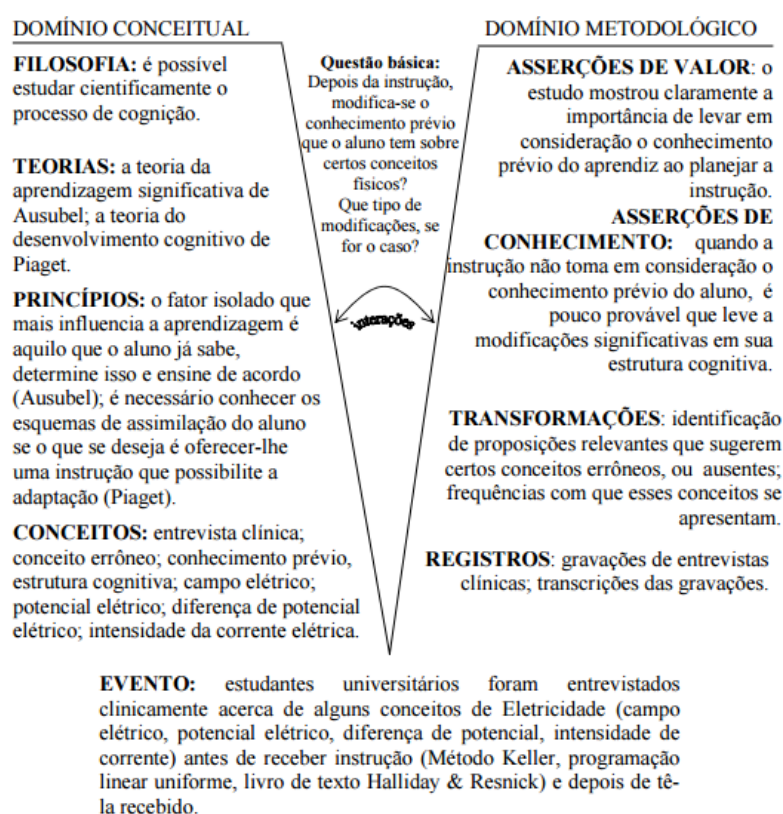 DOMÍNIO CONCEITUAL
FILOSOFIA: é possível
estudar cientificamente o
processo de cognição.
TEORIAS: a teoria da
aprendizagem significativa de
Ausubel; a teoria do
desenvolvimento cognitivo de
Piaget.
PRINCÍPIOS: o fator isolado que
mais influencia a aprendizagem é
aquilo que o aluno já sabe,
determine isso e ensine de acordo
(Ausubel); é necessário conhecer os
esquemas de assimilação do aluno
se o que se deseja é oferecer-lhe
uma instrução que possibilite a
adaptação (Piaget).
CONCEITOS: entrevista clínica;
conceito errôneo; conhecimento prévio,
estrutura cognitiva; campo elétrico;
potencial elétrico; diferença de potencial
elétrico; intensidade da corrente elétrica.
Questão básica:
Depois da instrução,
modifica-se o
conhecimento prévio
que o aluno tem sobre
certos conceitos
físicos?
Que tipo de
modificações, se
for o caso?
interações
DOMÍNIO METODOLÓGICO
ASSERÇÕES DE VALOR: o
estudo mostrou claramente a
importância de levar em
consideração o conhecimento
prévio do aprendiz ao planejar a
instrução.
ASSERÇÕES DE
CONHECIMENTO: quando a
instrução não toma em consideração o
conhecimento prévio do aluno, é
pouco provável que leve a
modificações significativas em sua
estrutura cognitiva.
TRANSFORMAÇÕES: identificação
de proposições relevantes que sugerem
certos conceitos errôneos, ou ausentes;
frequências com que esses conceitos se
apresentam.
REGISTROS: gravações de entrevistas
clínicas; transcrições das gravações.
EVENTO: estudantes universitários foram entrevistados
clinicamente acerca de alguns conceitos de Eletricidade (campo
elétrico, potencial elétrico, diferença de potencial, intensidade de
corrente) antes de receber instrução (Método Keller, programação
linear uniforme, livro de texto Halliday & Resnick) e depois de tê-
la recebido.